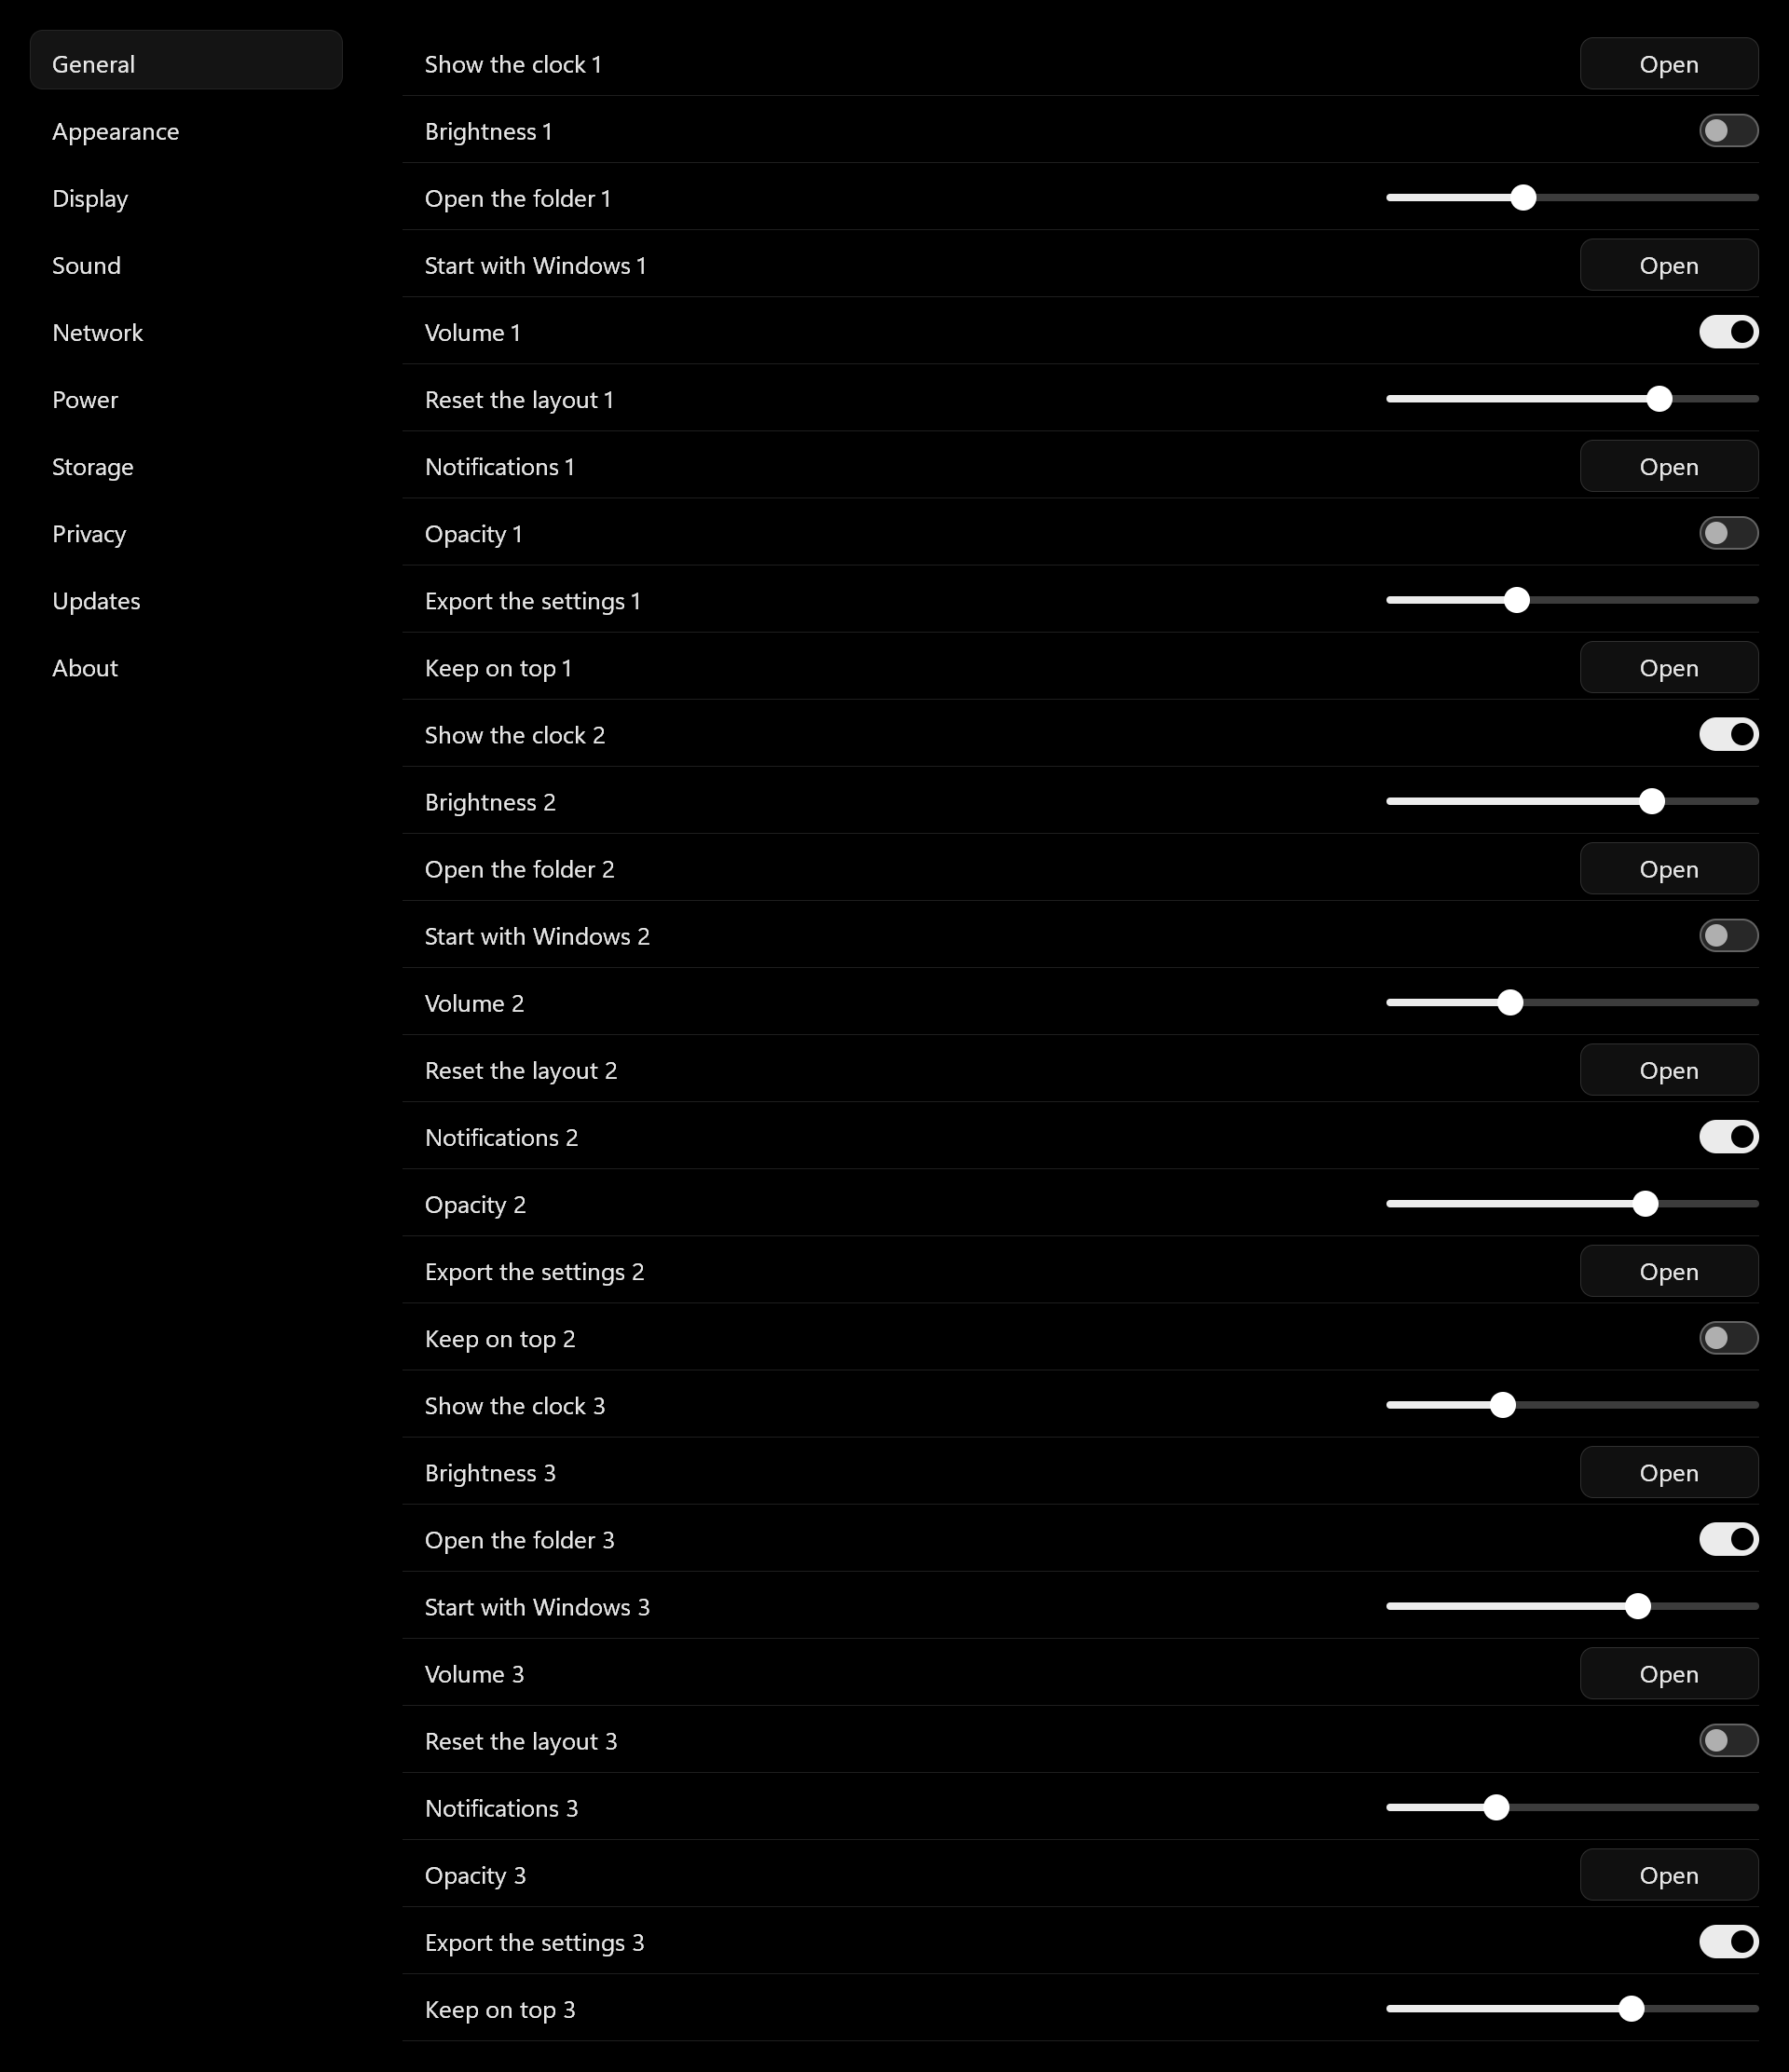 General
Appearance
Display
Sound
Network
Power
Storage
Privacy
Updates
About
Show the clock 1 Open
Brightness 1
Open the folder 1
Start with Windows 1 Open
Volume 1
Reset the layout 1
Notifications 1 Open
Opacity 1
Export the settings 1
Keep on top 1 Open
Show the clock 2
Brightness 2
Open the folder 2 Open
Start with Windows 2
Volume 2
Reset the layout 2 Open
Notifications 2
Opacity 2
Export the settings 2 Open
Keep on top 2
Show the clock 3
Brightness 3 Open
Open the folder 3
Start with Windows 3
Volume 3 Open
Reset the layout 3
Notifications 3
Opacity 3 Open
Export the settings 3
Keep on top 3